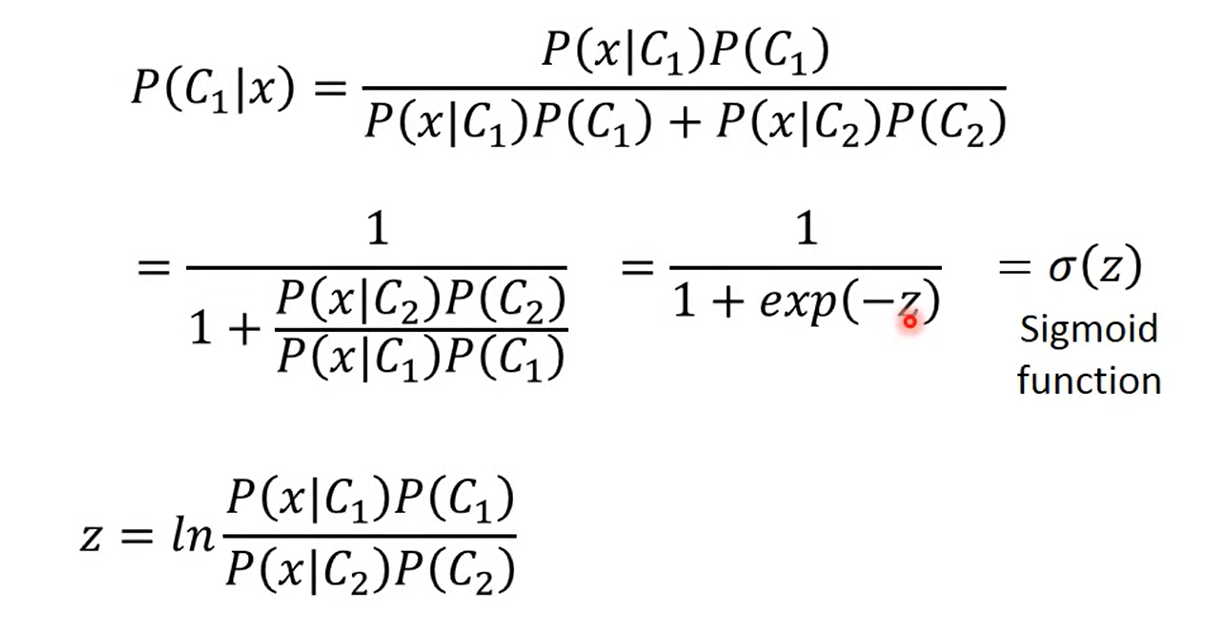 P(C₁|x) = P(x|C₁)P(C₁) / P(x|C₁)P(C₁) + P(x|C₂)P(C₂)
= 1 / 1 + P(x|C₂)P(C₂) / P(x|C₁)P(C₁) = 1 / 1 + exp(−z) = σ(z)
Sigmoid
function
z = ln P(x|C₁)P(C₁) / P(x|C₂)P(C₂)